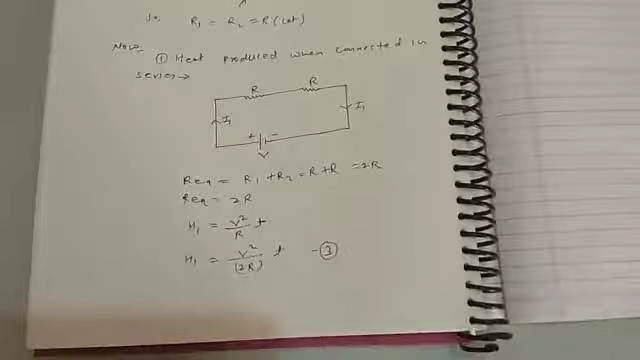 So, R₁ = R₂ = R (Let)
Now, ① Heat produced when connected in
series→
R R
I₁ I₁
+ -
V
Req = R₁ + R₂ = R + R = 2R
Req = 2R
H₁ = V²/R t
H₁ = V²/(2R) t -③